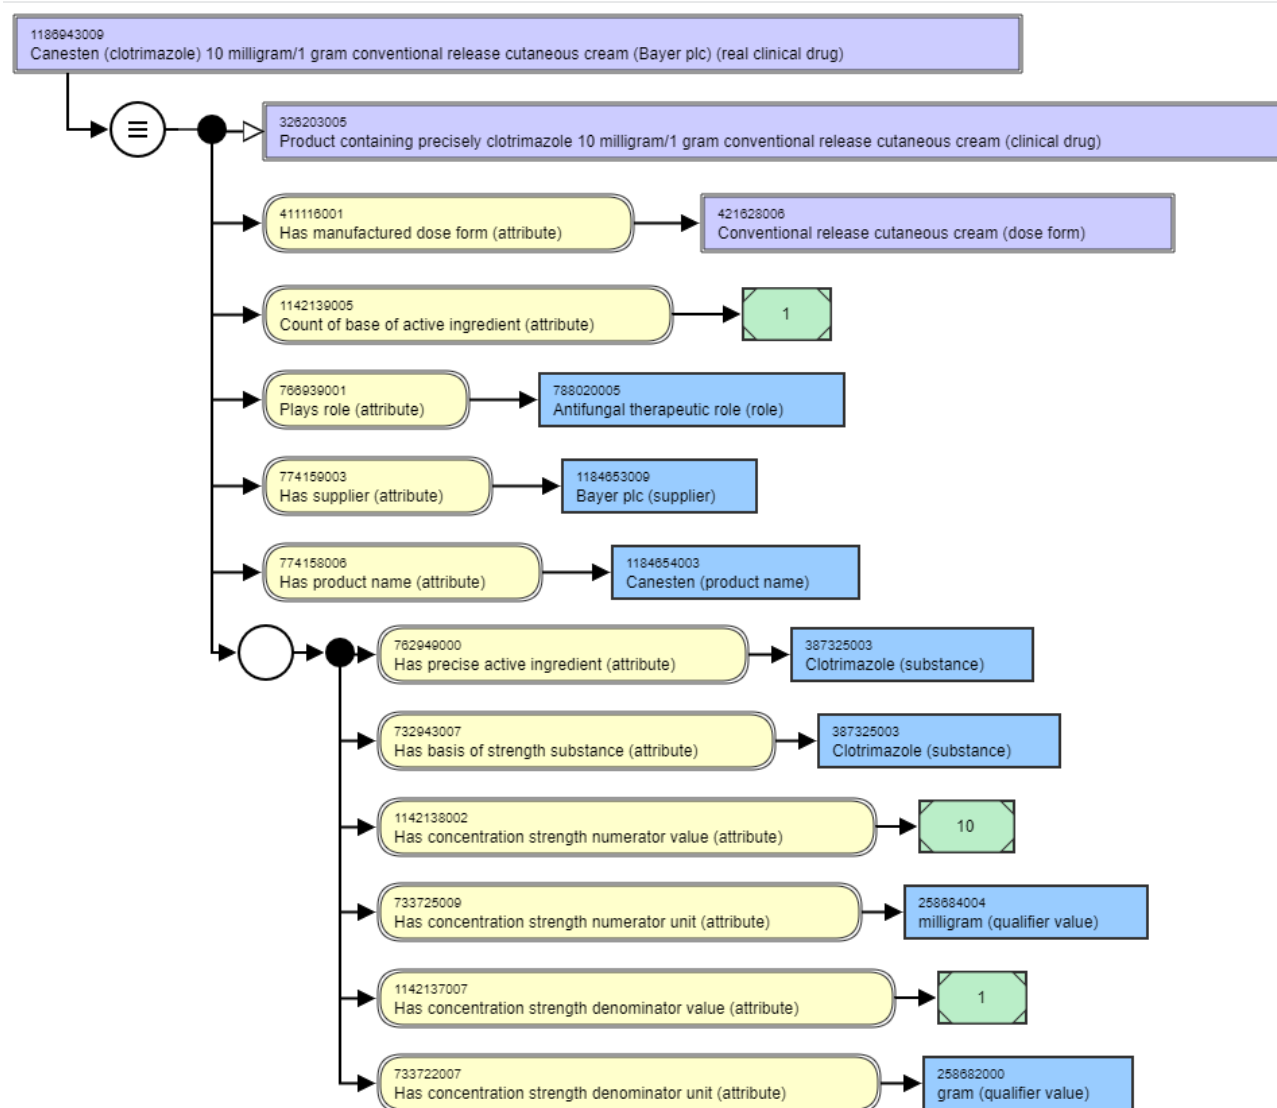 1186943009
Canesten (clotrimazole) 10 milligram/1 gram conventional release cutaneous cream (Bayer plc) (real clinical drug)
326203005
Product containing precisely clotrimazole 10 milligram/1 gram conventional release cutaneous cream (clinical drug)
411116001
Has manufactured dose form (attribute)
421628006
Conventional release cutaneous cream (dose form)
1142139005
Count of base of active ingredient (attribute)
1
766939001
Plays role (attribute)
788020005
Antifungal therapeutic role (role)
774159003
Has supplier (attribute)
1184653009
Bayer plc (supplier)
774158006
Has product name (attribute)
1184654003
Canesten (product name)
762949000
Has precise active ingredient (attribute)
387325003
Clotrimazole (substance)
732943007
Has basis of strength substance (attribute)
387325003
Clotrimazole (substance)
1142138002
Has concentration strength numerator value (attribute)
10
733725009
Has concentration strength numerator unit (attribute)
258684004
milligram (qualifier value)
1142137007
Has concentration strength denominator value (attribute)
1
733722007
Has concentration strength denominator unit (attribute)
258682000
gram (qualifier value)